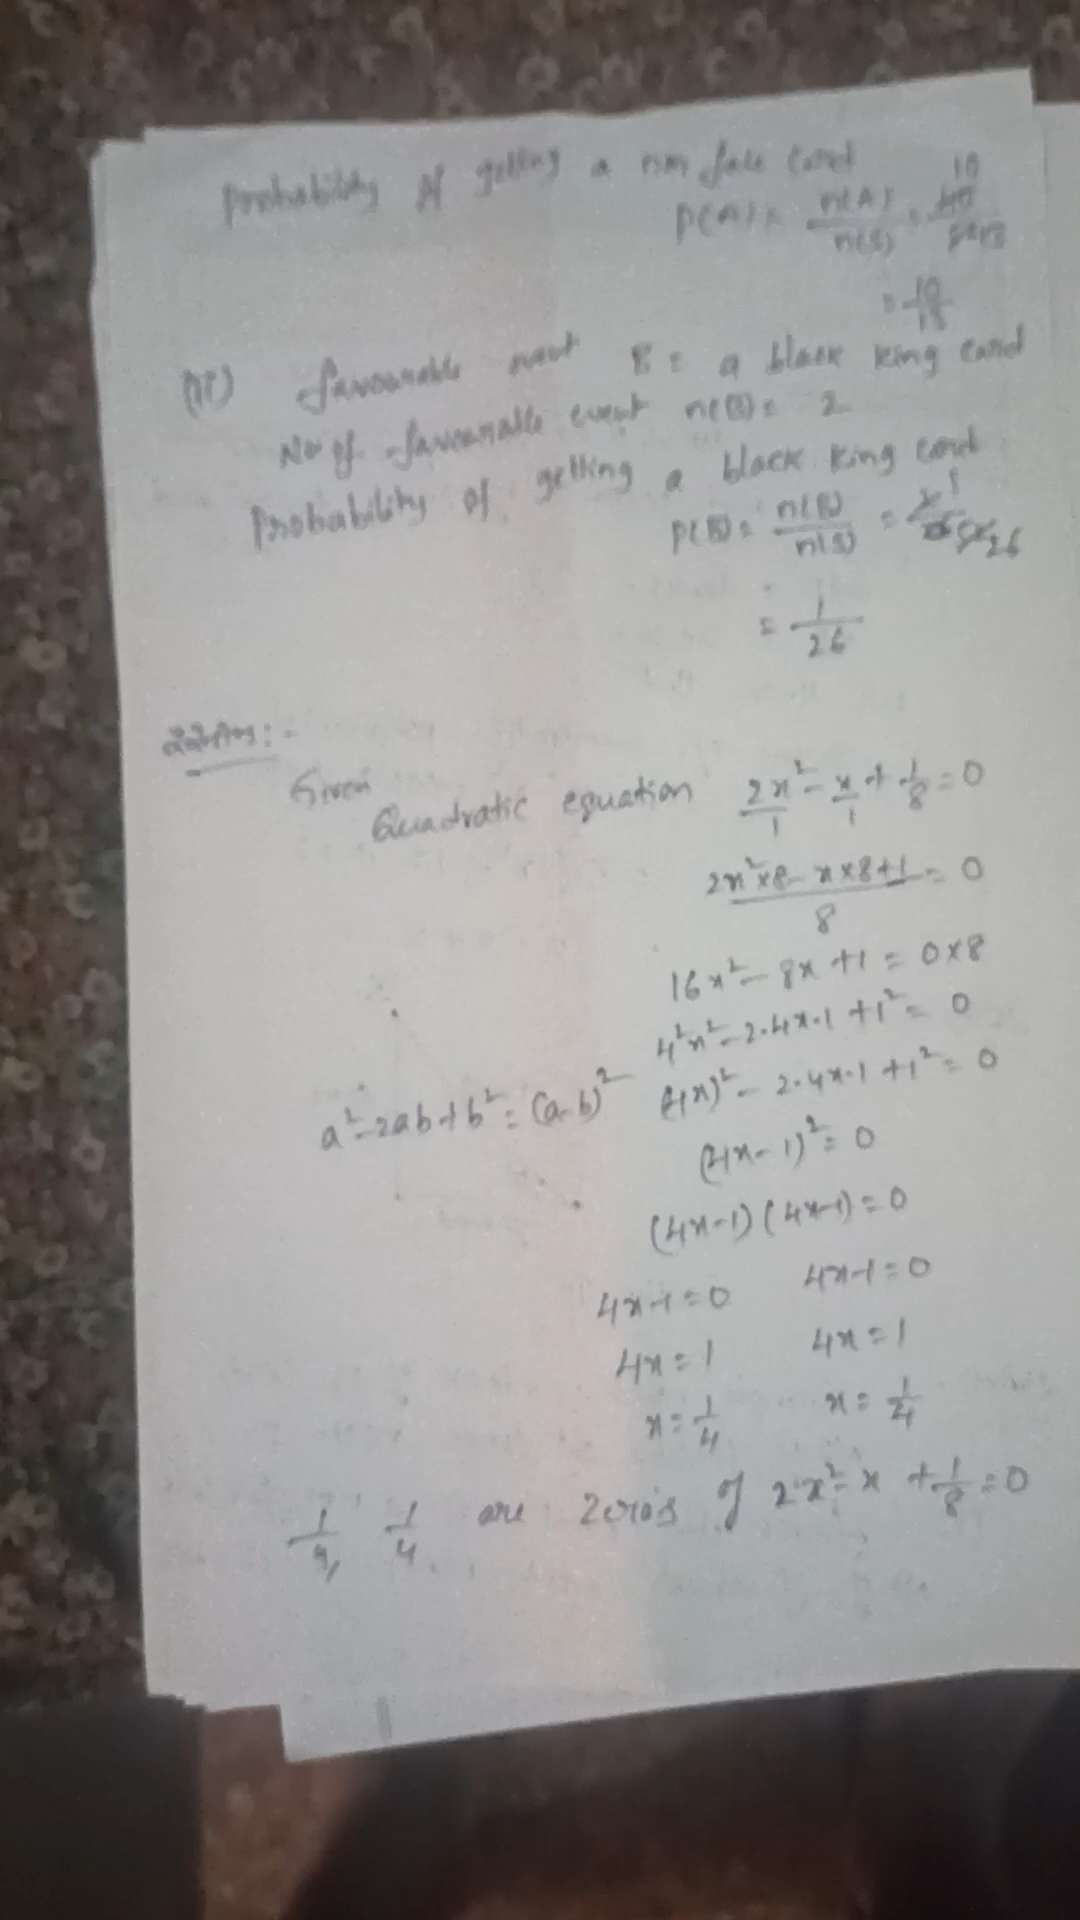 Probability of getting a non face card
P(A) = n(A)/n(S) = 40/52 10 13
= 10/13
(ii) favourable event B = a black king card
No of favourable event n(B) = 2
Probability of getting a black king card
P(B) = n(B)/n(S) = 2/52 1 26
= 1/26
Given
Quadratic equation 2x²/1 - x/1 + 1/8 = 0
(2x²×8 - x×8+1)/8 = 0
16x² - 8x + 1 = 0×8
4²x² - 2·4x·1 + 1² = 0
a²-2ab+b² = (a-b)² (4x)² - 2·4x·1 + 1² = 0
(4x-1)² = 0
(4x-1) (4x-1) = 0
4x-1=0 4x-1=0
4x=1 4x=1
x=1/4 x=1/4
1/4, 1/4 are zeros of 2x²-x+1/8=0